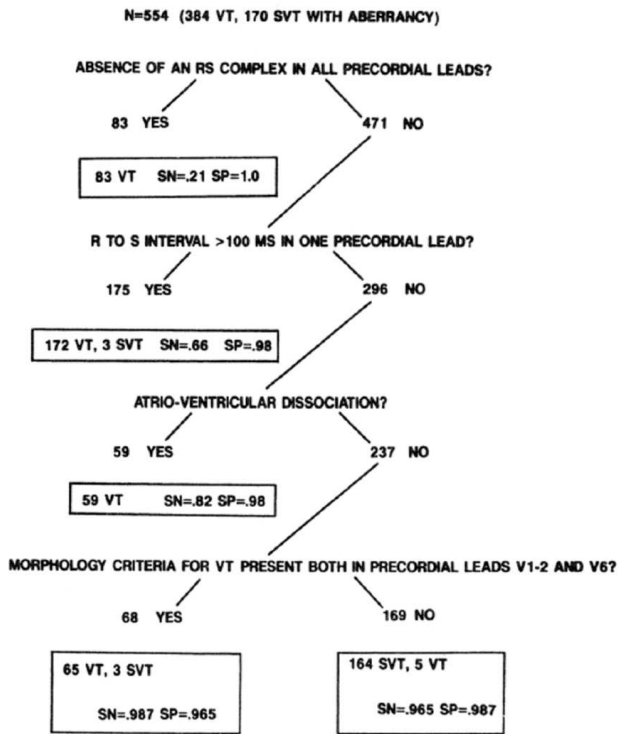 N=554 (384 VT, 170 SVT WITH ABERRANCY)
ABSENCE OF AN RS COMPLEX IN ALL PRECORDIAL LEADS?
83 YES
471 NO
83 VT SN=.21 SP=1.0
R TO S INTERVAL >100 MS IN ONE PRECORDIAL LEAD?
175 YES
296 NO
172 VT, 3 SVT SN=.66 SP=.98
ATRIO-VENTRICULAR DISSOCIATION?
59 YES
237 NO
59 VT SN=.82 SP=.98
MORPHOLOGY CRITERIA FOR VT PRESENT BOTH IN PRECORDIAL LEADS V1-2 AND V6?
68 YES
169 NO
65 VT, 3 SVT
SN=.987 SP=.965
164 SVT, 5 VT
SN=.965 SP=.987